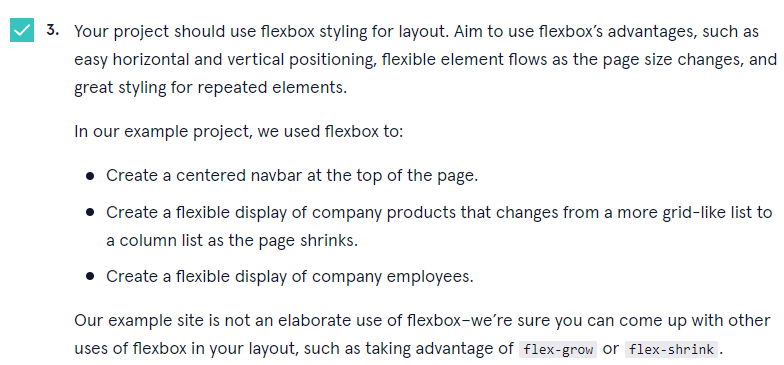 3. Your project should use flexbox styling for layout. Aim to use flexbox’s advantages, such as
easy horizontal and vertical positioning, flexible element flows as the page size changes, and
great styling for repeated elements.
In our example project, we used flexbox to:
● Create a centered navbar at the top of the page.
● Create a flexible display of company products that changes from a more grid-like list to
a column list as the page shrinks.
● Create a flexible display of company employees.
Our example site is not an elaborate use of flexbox–we’re sure you can come up with other
uses of flexbox in your layout, such as taking advantage of flex-grow or flex-shrink.